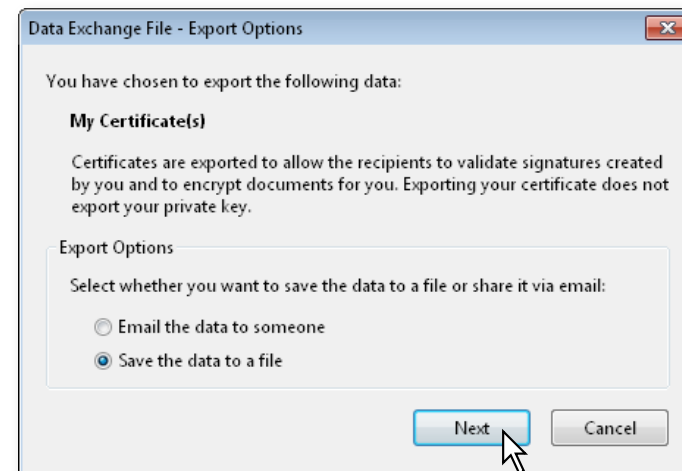 Data Exchange File - Export Options
You have chosen to export the following data:
My Certificate(s)
Certificates are exported to allow the recipients to validate signatures created
by you and to encrypt documents for you. Exporting your certificate does not
export your private key.
Export Options
Select whether you want to save the data to a file or share it via email:
Email the data to someone
Save the data to a file
Next Cancel